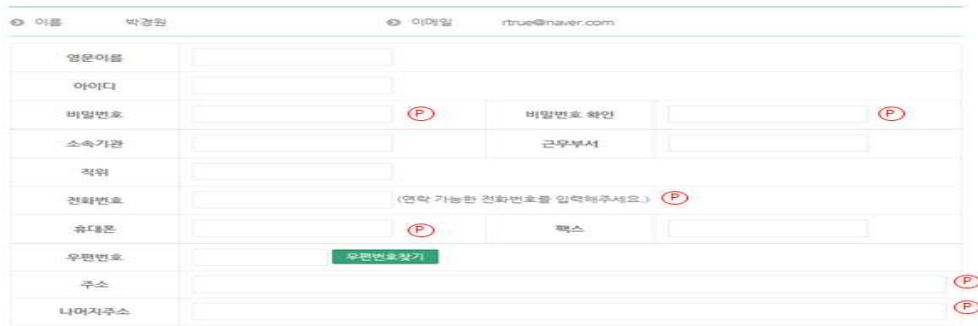 이름 박경원 이메일 rtrue@naver.com
영문이름
아이디
비밀번호 P 비밀번호 확인 P
소속기관 근무부서
직위
전화번호 (연락 가능한 전화번호를 입력해주세요.) P
휴대폰 P 팩스
우편번호 우편번호찾기
주소 P
나머지주소 P